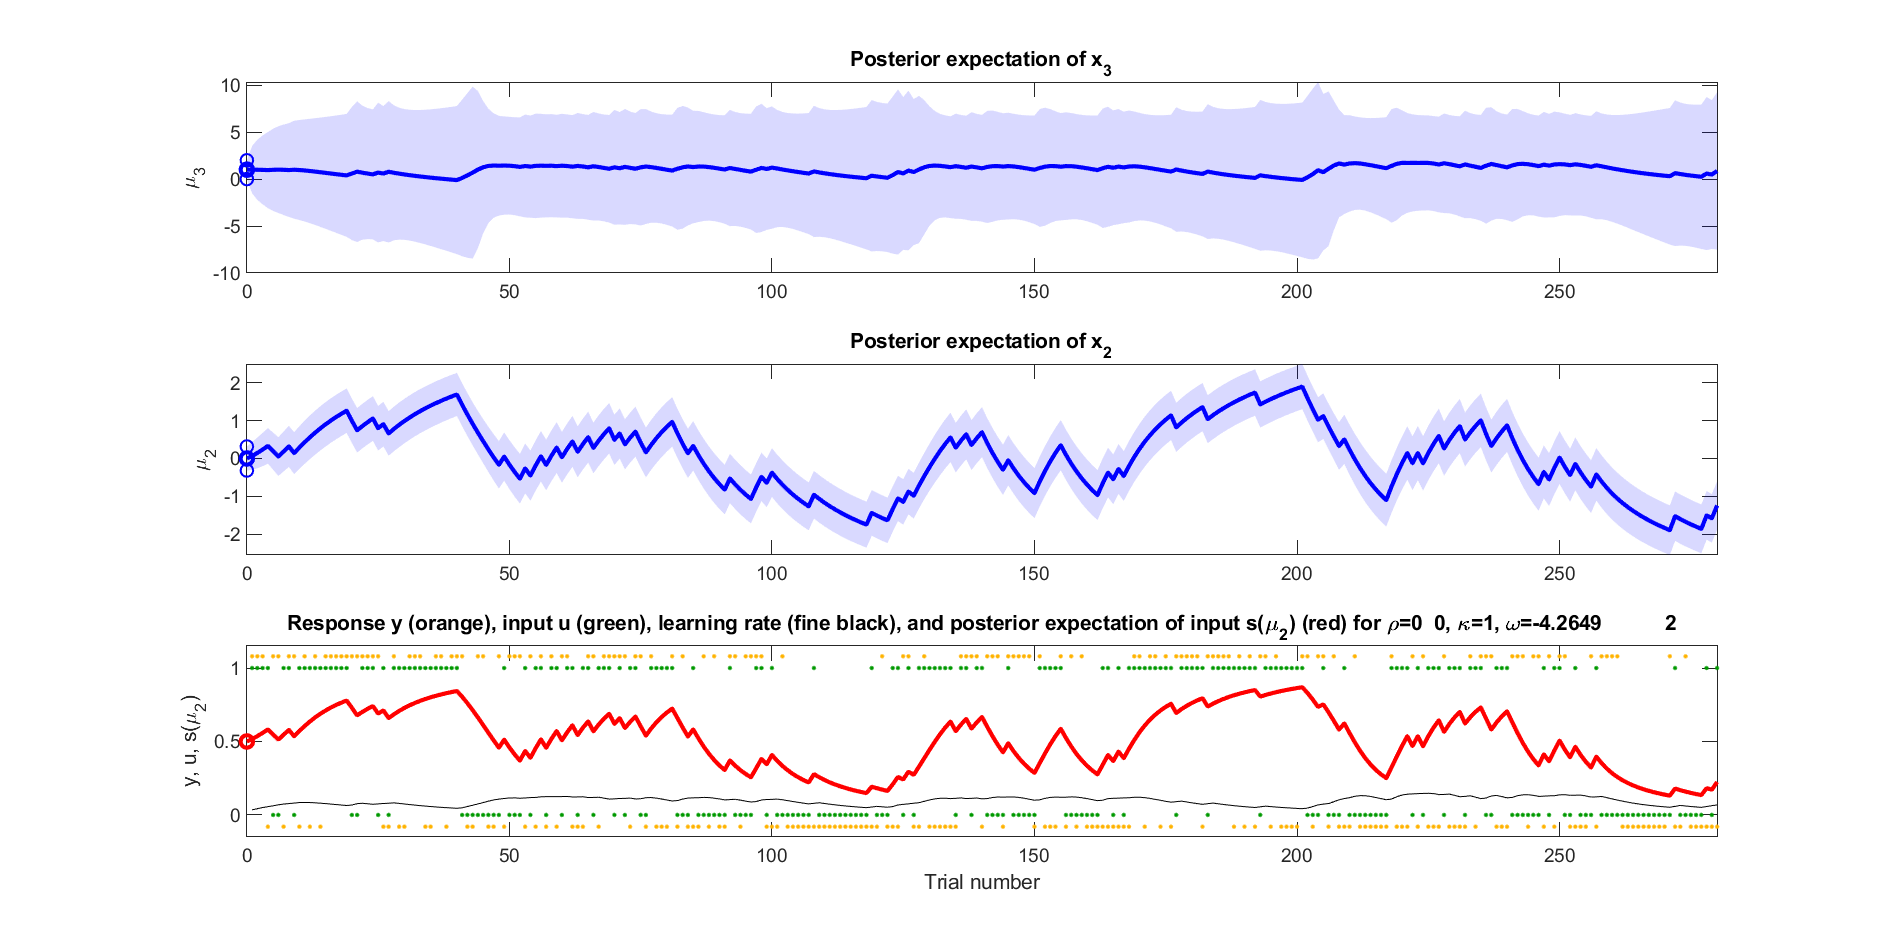 Posterior expectation of x3
10
5
0
-5
-10
μ3
0 50 100 150 200 250
Posterior expectation of x2
2
1
0
-1
-2
μ2
0 50 100 150 200 250
Response y (orange), input u (green), learning rate (fine black), and posterior expectation of input s(μ2) (red) for ρ=0 0, κ=1, ω=-4.2649 2
1
0.5
0
y, u, s(μ2)
0 50 100 150 200 250
Trial number